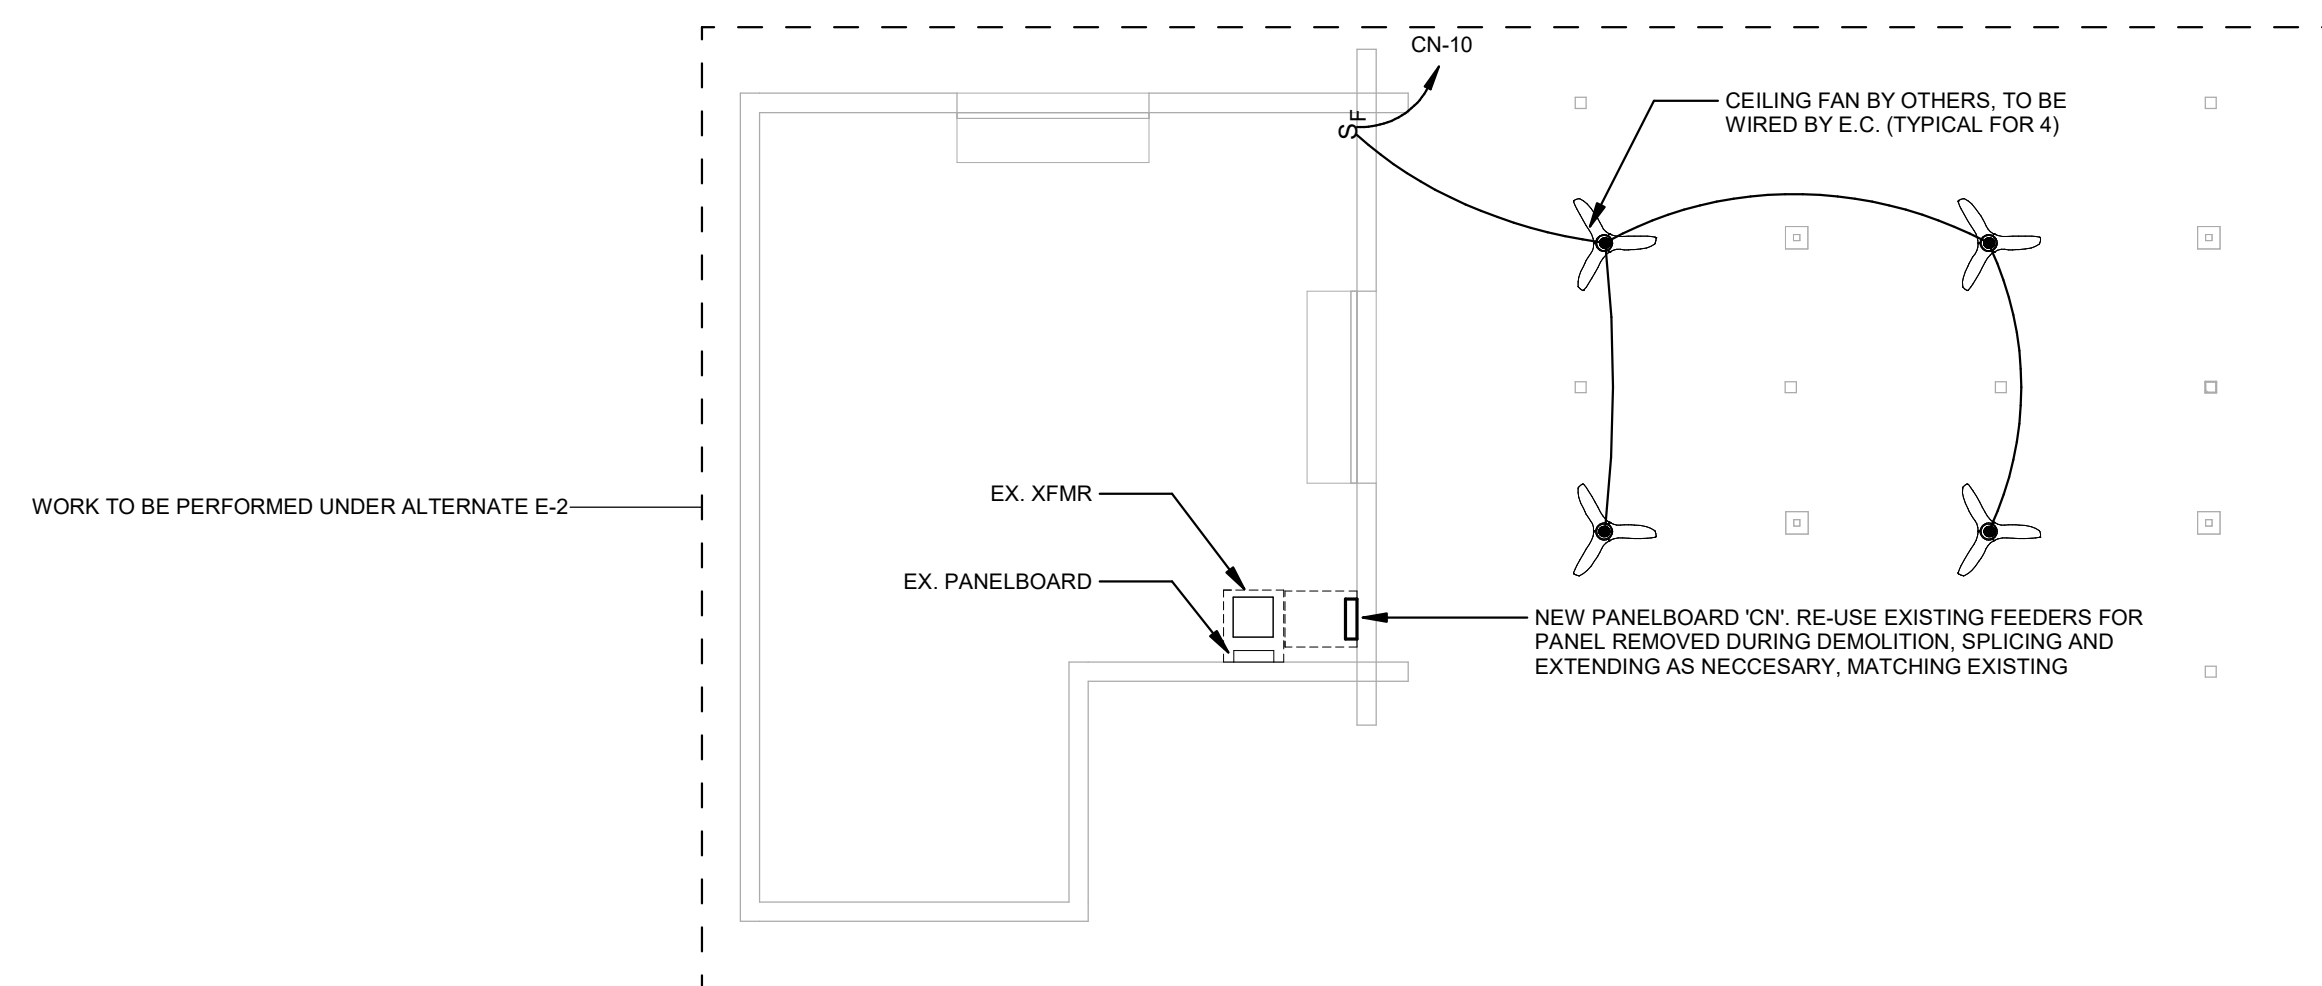 CN-10
CEILING FAN BY OTHERS, TO BE
WIRED BY E.C. (TYPICAL FOR 4)
SF
WORK TO BE PERFORMED UNDER ALTERNATE E-2
EX. XFMR
EX. PANELBOARD
NEW PANELBOARD 'CN'. RE-USE EXISTING FEEDERS FOR
PANEL REMOVED DURING DEMOLITION, SPLICING AND
EXTENDING AS NECCESARY, MATCHING EXISTING